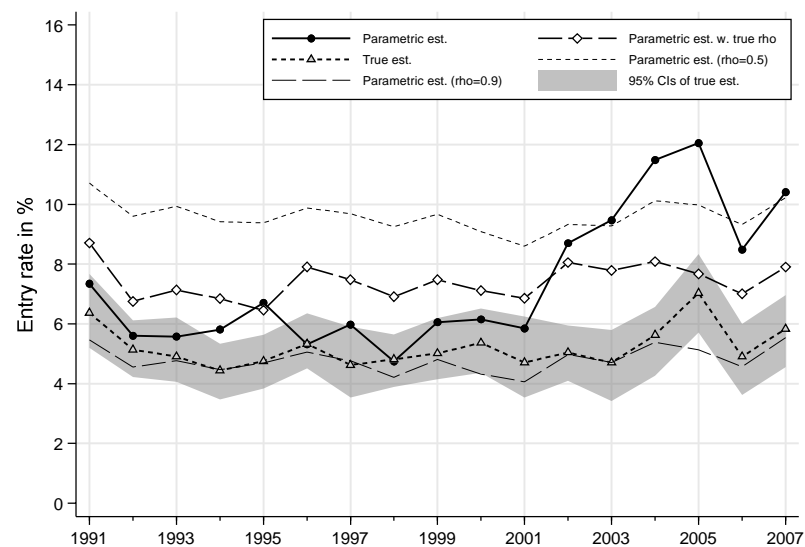 16
14
12
10
8
6
4
2
0
Entry rate in %
Parametric est.
True est.
Parametric est. (rho=0.9)
Parametric est. w. true rho
Parametric est. (rho=0.5)
95% CIs of true est.
1991 1993 1995 1997 1999 2001 2003 2005 2007